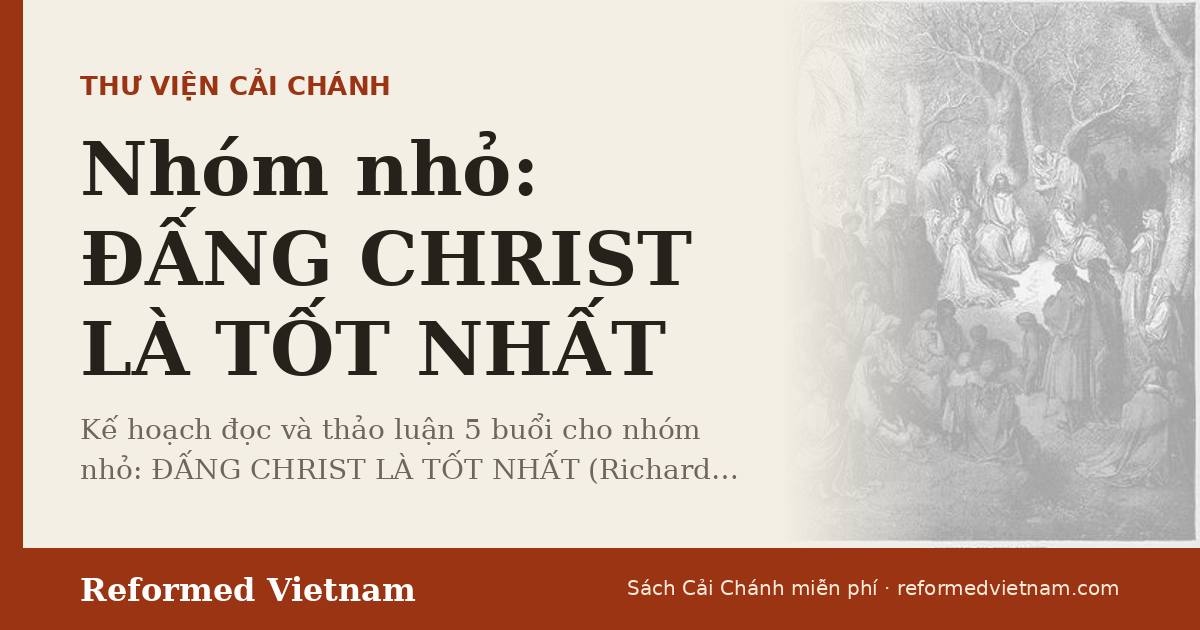 THƯ VIỆN CẢI CHÁNH
Nhóm nhỏ:
ĐẤNG CHRIST
LÀ TỐT NHẤT
Kế hoạch đọc và thảo luận 5 buổi cho nhóm
nhỏ: ĐẤNG CHRIST LÀ TỐT NHẤT (Richard...
Reformed Vietnam
Sách Cải Chánh miễn phí · reformedvietnam.com